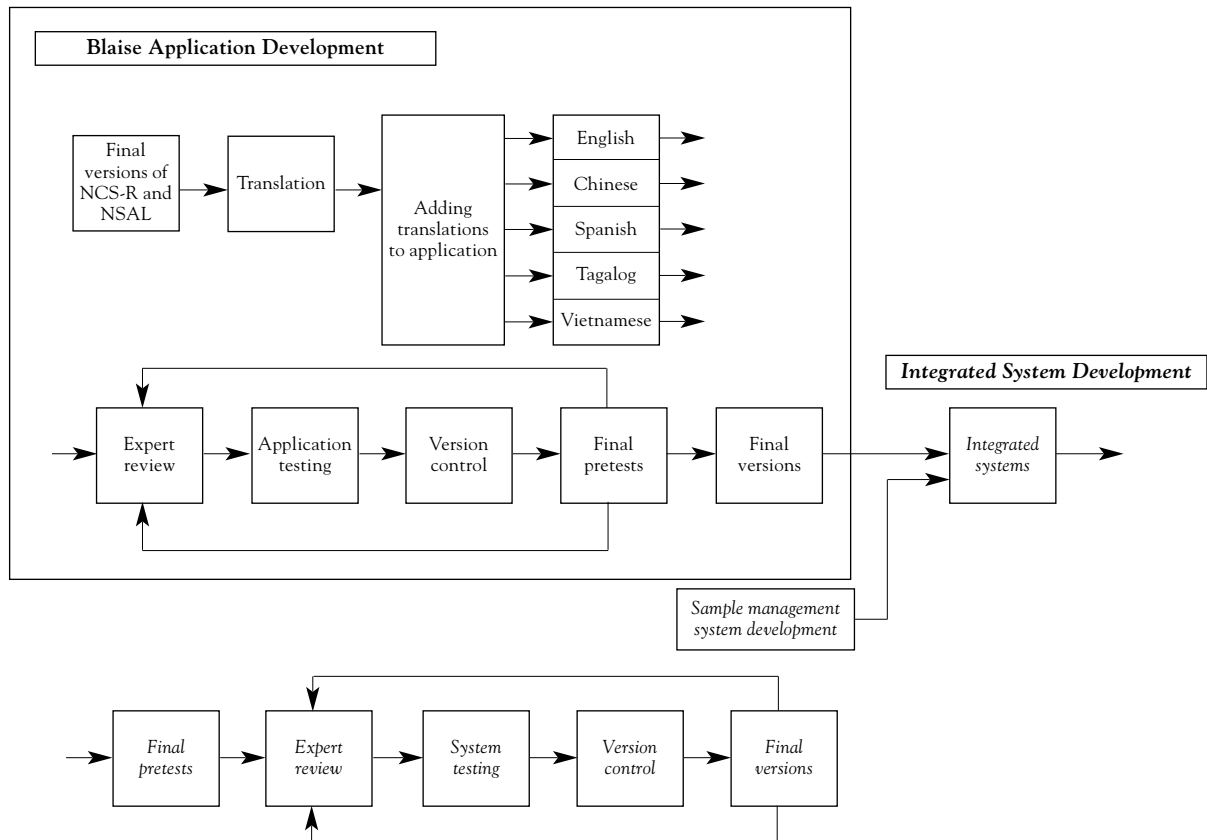 Blaise Application Development
Final
versions of
NCS-R and
NSAL
Translation
Adding
translations
to application
English
Chinese
Spanish
Tagalog
Vietnamese
Integrated System Development
Expert
review
Application
testing
Version
control
Final
pretests
Final
versions
Integrated
systems
Sample management
system development
Final
pretests
Expert
review
System
testing
Version
control
Final
versions